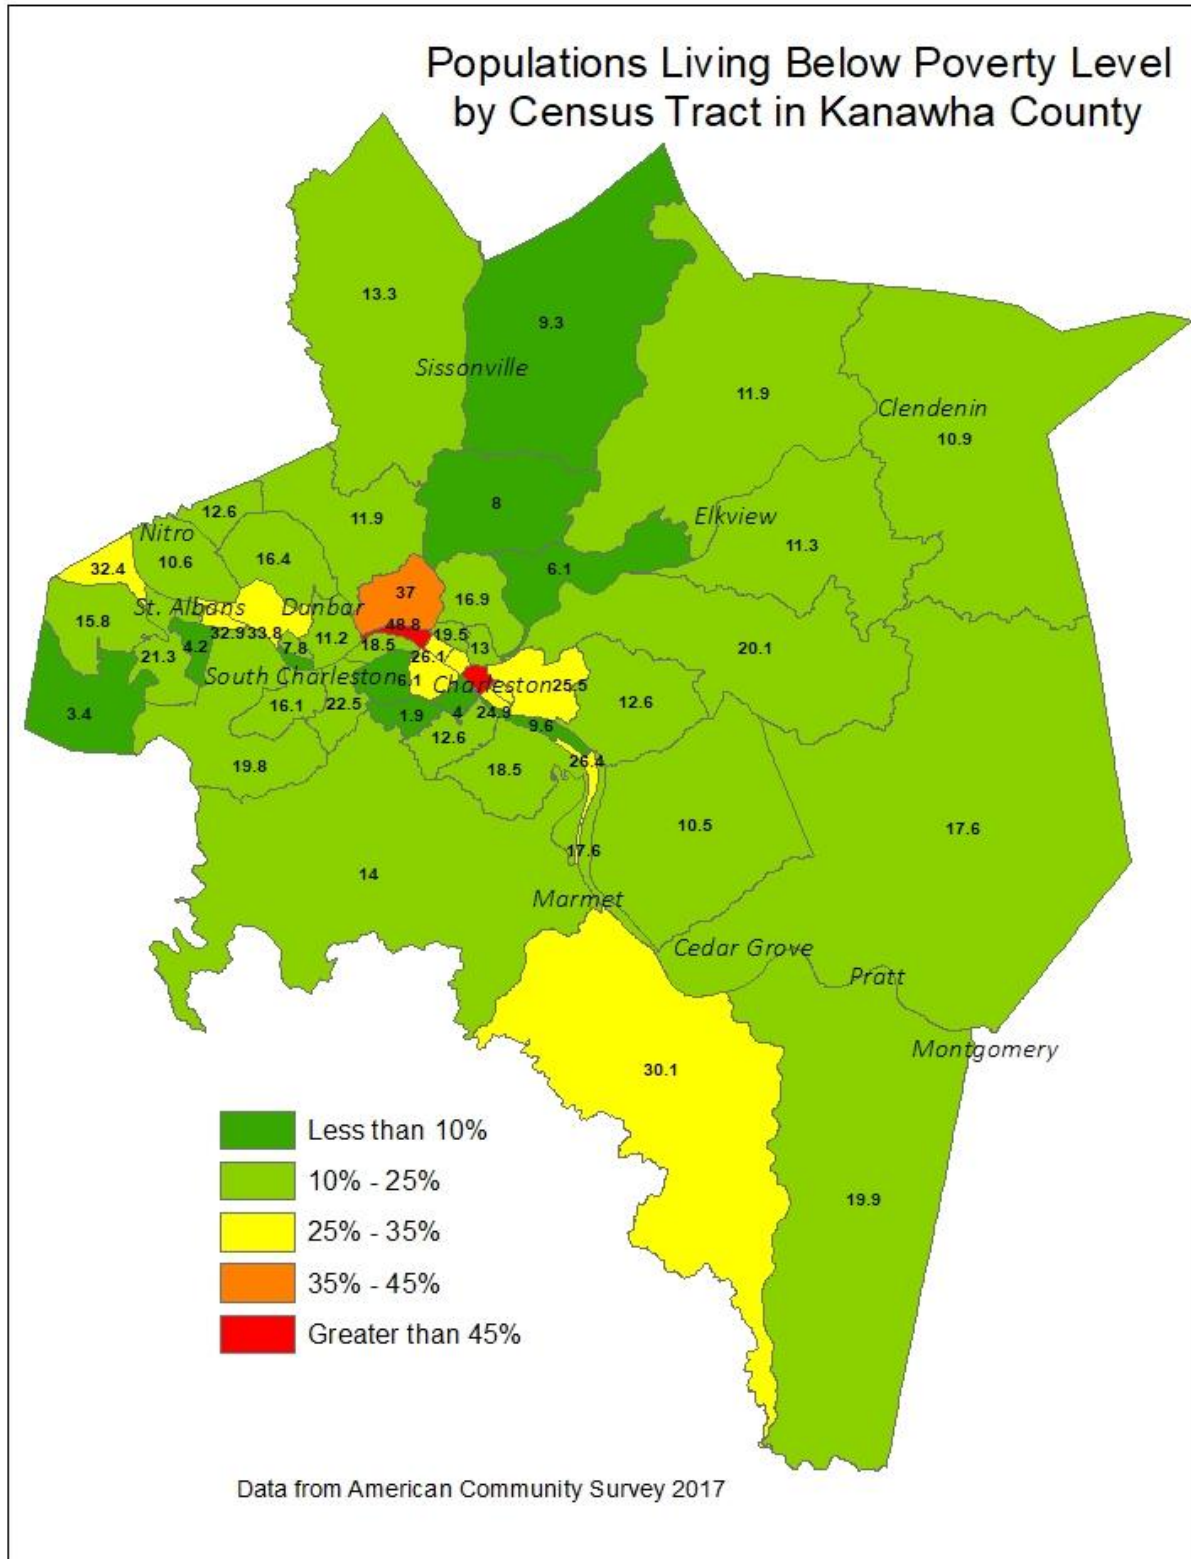 Populations Living Below Poverty Level
by Census Tract in Kanawha County
13.3
9.3
Sissonville
11.9
Clendenin
10.9
8
12.6
11.9
Elkview
Nitro
11.3
10.6
16.4
32.4
6.1
37
16.9
St. Albans
Dunbar
15.8
48.8
32.9
33.8
11.2
19.5
18.5
13
4.2
7.8
20.1
21.3
26.1
South Charleston
6.1
Charleston
25.5
3.4
16.1
22.5
12.6
1.9
4
24.9
9.6
12.6
19.8
18.5
26.4
10.5
17.6
17.6
14
Marmet
Cedar Grove
Pratt
Montgomery
30.1
19.9
Less than 10%
10% - 25%
25% - 35%
35% - 45%
Greater than 45%
Data from American Community Survey 2017